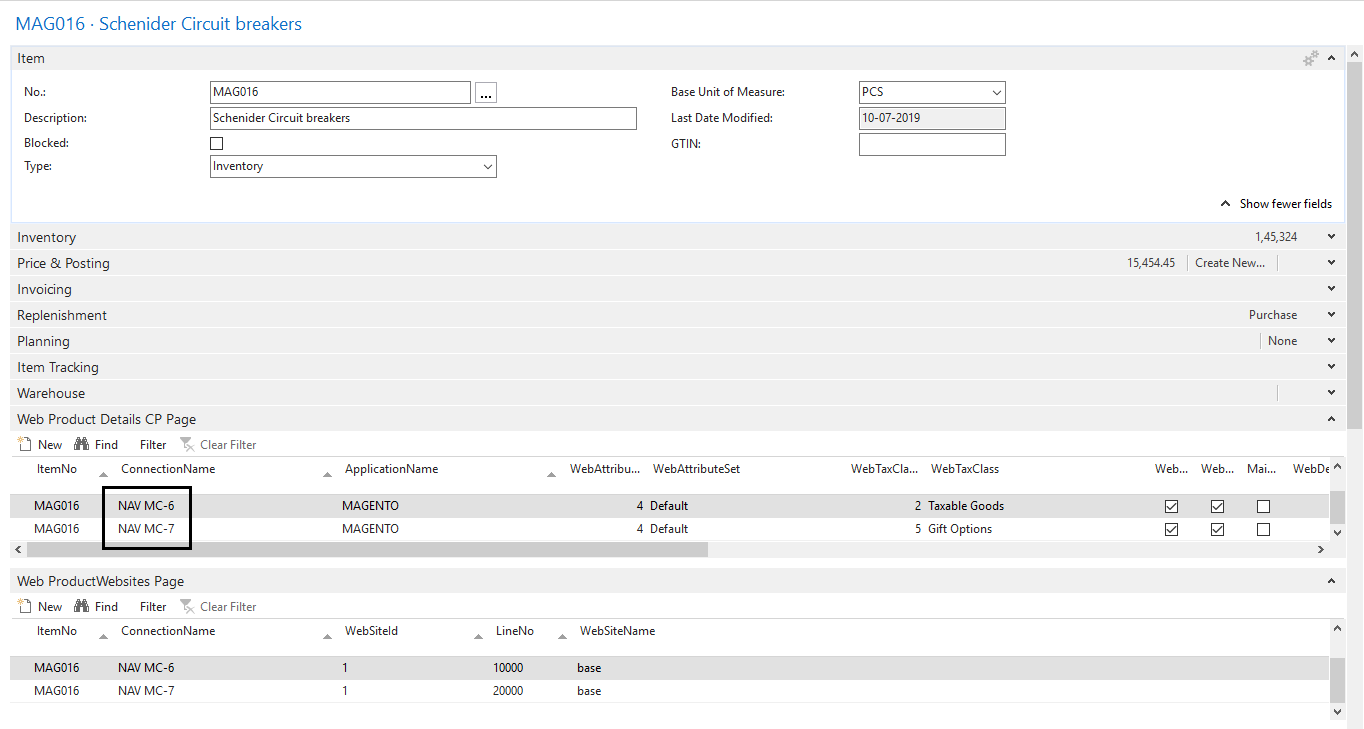 MAG016 · Schenider Circuit breakers
Item
No.: MAG016 ... Base Unit of Measure: PCS
Description: Schenider Circuit breakers Last Date Modified: 10-07-2019
Blocked: GTIN:
Type: Inventory
Show fewer fields
Inventory 1,45,324
Price & Posting 15,454.45 Create New...
Invoicing
Replenishment Purchase
Planning None
Item Tracking
Warehouse
Web Product Details CP Page
New Find Filter Clear Filter
ItemNo ConnectionName ApplicationName WebAttribu... WebAttributeSet WebTaxCla... WebTaxClass Web... Web... Mai... WebDe
MAG016 NAV MC-6 MAGENTO 4 Default 2 Taxable Goods
MAG016 NAV MC-7 MAGENTO 4 Default 5 Gift Options
Web ProductWebsites Page
New Find Filter Clear Filter
ItemNo ConnectionName WebSiteId LineNo WebSiteName
MAG016 NAV MC-6 1 10000 base
MAG016 NAV MC-7 1 20000 base